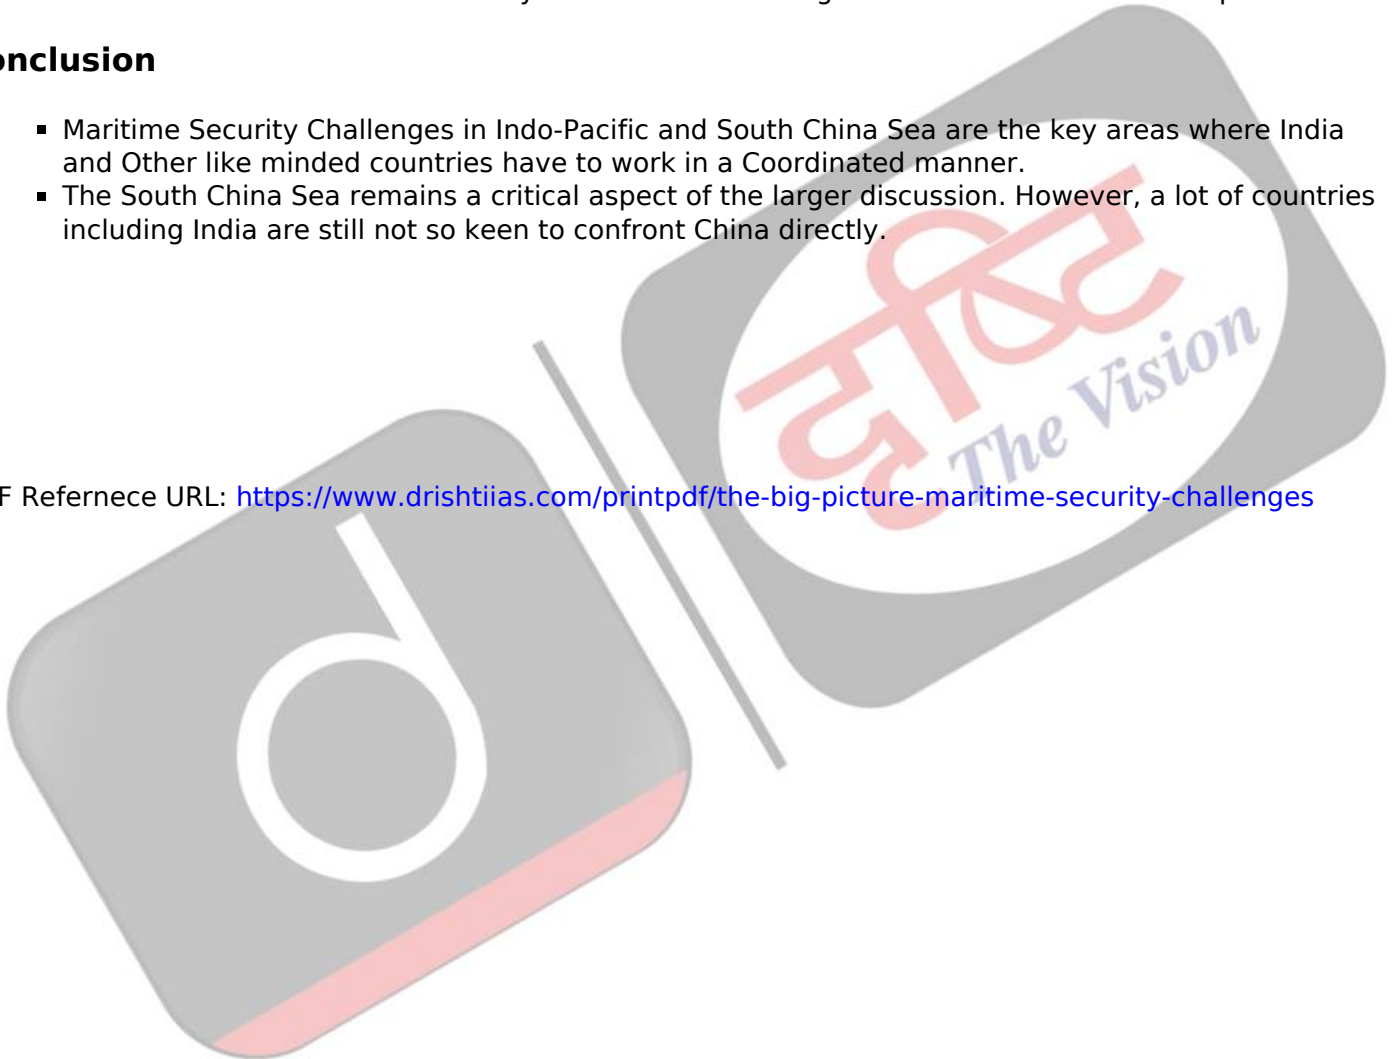 onclusion
▪ Maritime Security Challenges in Indo-Pacific and South China Sea are the key areas where India
and Other like minded countries have to work in a Coordinated manner.
▪ The South China Sea remains a critical aspect of the larger discussion. However, a lot of countries
including India are still not so keen to confront China directly.
दृष्टि
The Vision
F Refernece URL: https://www.drishtiias.com/printpdf/the-big-picture-maritime-security-challenges
d